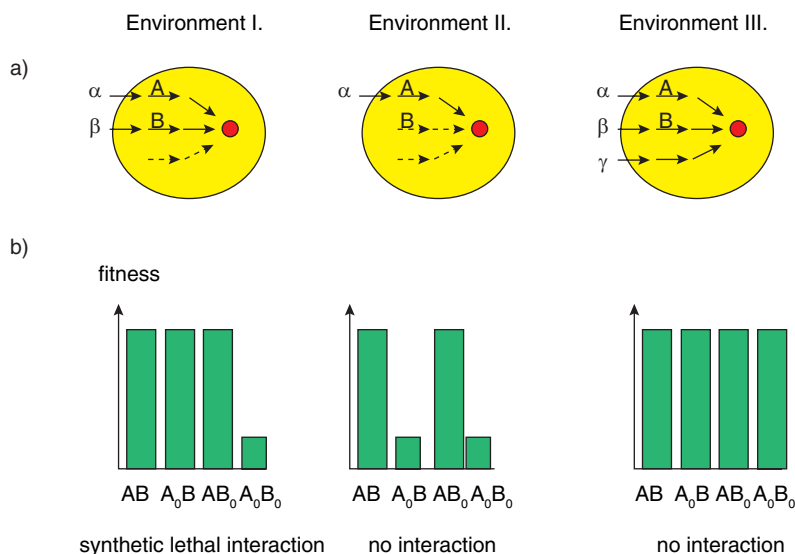 Environment I. Environment II. Environment III.
a)
α A α A α A
β B B β B
γ
b)
fitness
AB A₀B AB₀ A₀B₀ AB A₀B AB₀ A₀B₀ AB A₀B AB₀ A₀B₀
synthetic lethal interaction no interaction no interaction